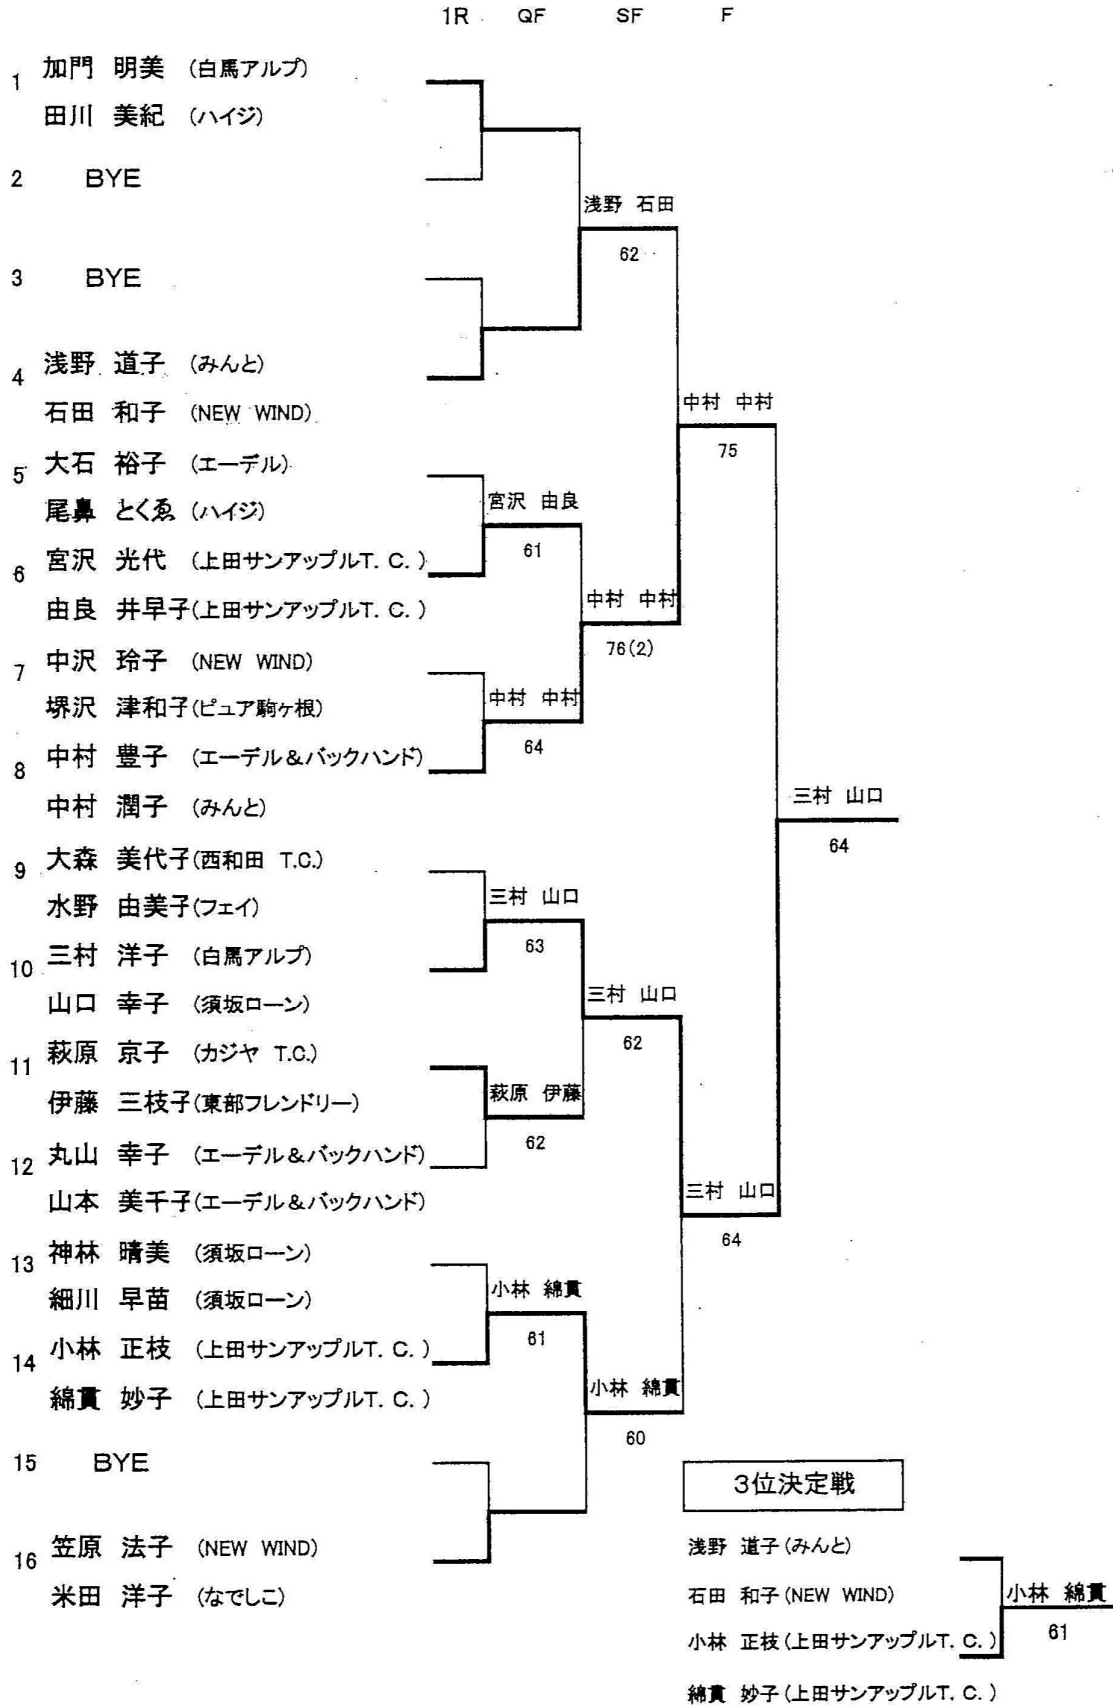 1R QF SF F
1 加門 明美 (白馬アルプ)
田川 美紀 (ハイジ)
2 BYE
浅野 石田
62
3 BYE
4 浅野 道子 (みんと)
石田 和子 (NEW WIND)
中村 中村
75
5 大石 裕子 (エーデル)
尾鼻 とくゑ (ハイジ)
宮沢 由良
61
6 宮沢 光代 (上田サンアップルT. C. )
由良 井早子(上田サンアップルT. C. )
中村 中村
76(2)
7 中沢 玲子 (NEW WIND)
堺沢 津和子(ピュア駒ヶ根)
中村 中村
64
8 中村 豊子 (エーデル&バックハンド)
中村 潤子 (みんと)
三村 山口
64
9 大森 美代子(西和田 T.C.)
水野 由美子(フェイ)
三村 山口
63
10 三村 洋子 (白馬アルプ)
山口 幸子 (須坂ローン)
三村 山口
62
11 萩原 京子 (カジヤ T.C.)
伊藤 三枝子(東部フレンドリー)
萩原 伊藤
62
12 丸山 幸子 (エーデル&バックハンド)
山本 美千子(エーデル&バックハンド)
三村 山口
64
13 神林 晴美 (須坂ローン)
細川 早苗 (須坂ローン)
小林 綿貫
61
14 小林 正枝 (上田サンアップルT. C. )
綿貫 妙子 (上田サンアップルT. C. )
小林 綿貫
60
15 BYE
16 笠原 法子 (NEW WIND)
米田 洋子 (なでしこ)
3位決定戦
浅野 道子(みんと)
石田 和子(NEW WIND)
小林 正枝(上田サンアップルT. C. )
綿貫 妙子(上田サンアップルT. C. )
小林 綿貫
61